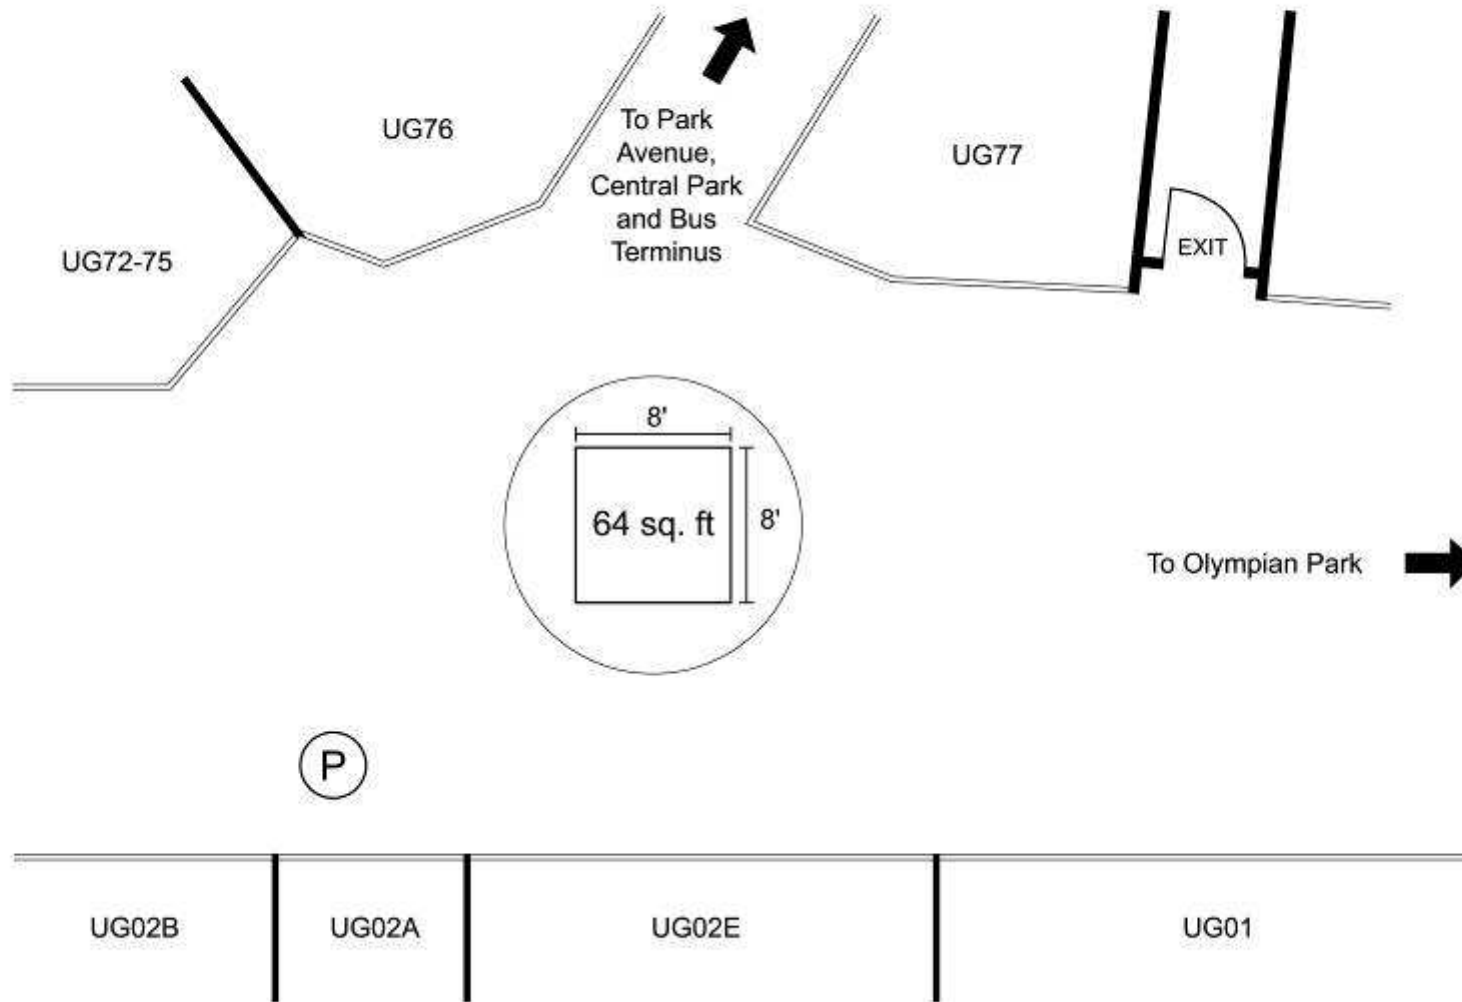 UG76
To Park
Avenue,
Central Park
and Bus
Terminus
UG77
UG72-75
EXIT
8'
64 sq. ft
8'
To Olympian Park
P
UG02B
UG02A
UG02E
UG01